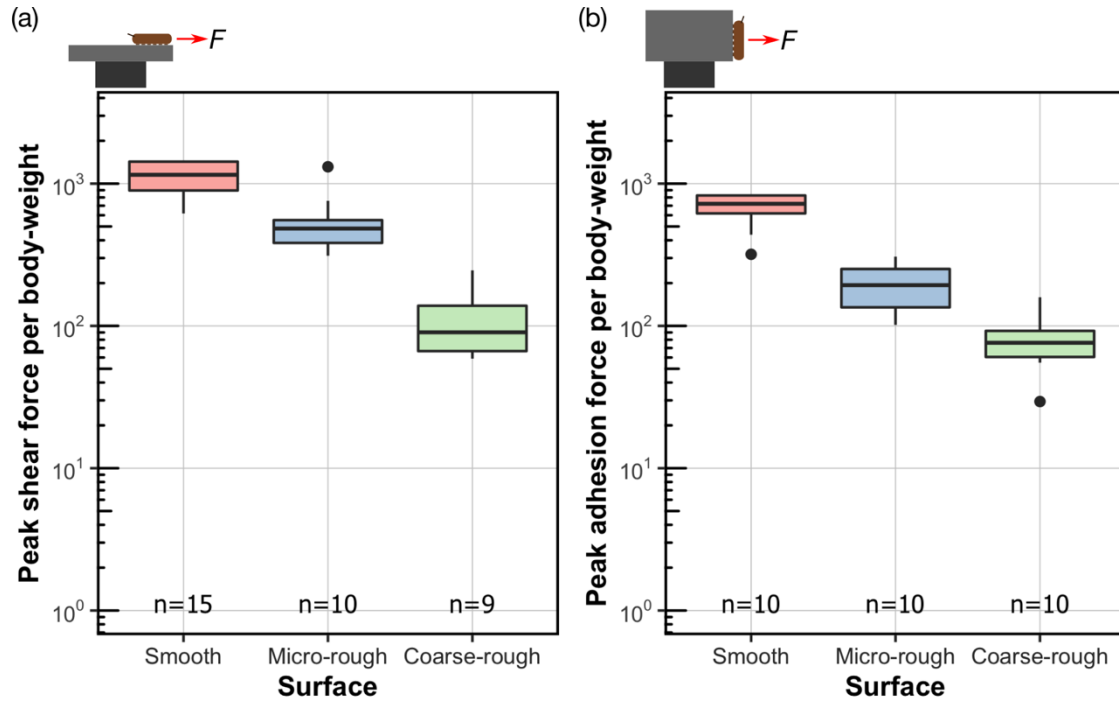 (a)
F
Peak shear force per body-weight
10³
10²
10¹
10⁰
n=15 n=10 n=9
Smooth Micro-rough Coarse-rough
Surface
(b)
F
Peak adhesion force per body-weight
10³
10²
10¹
10⁰
n=10 n=10 n=10
Smooth Micro-rough Coarse-rough
Surface